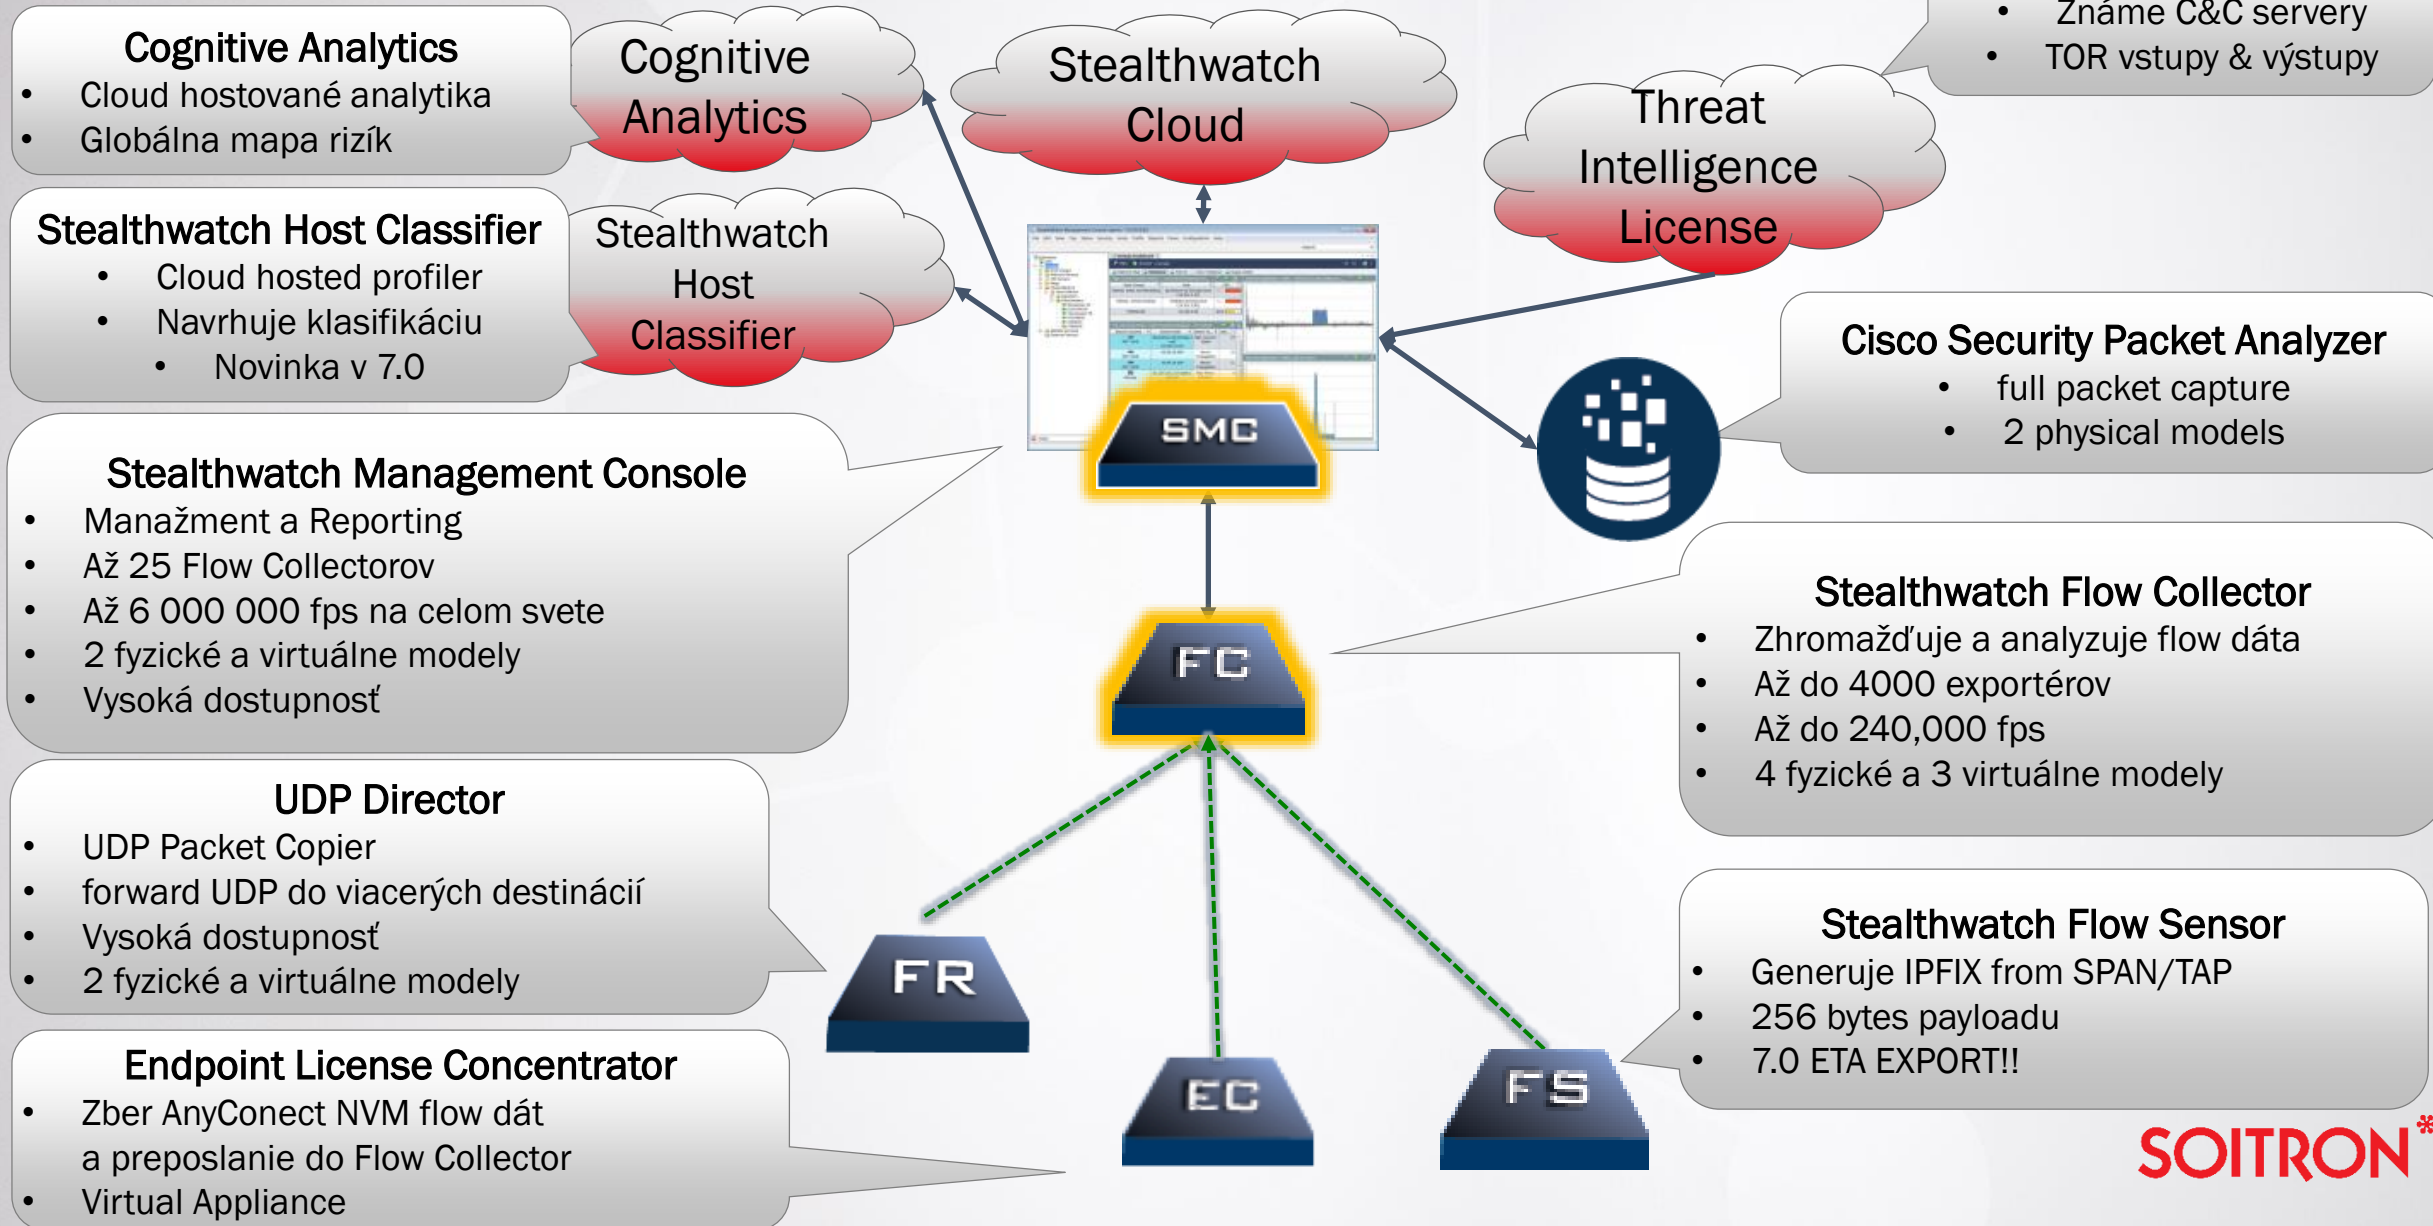 Cognitive Analytics
• Cloud hostované analytika
• Globálna mapa rizík
Cognitive
Analytics
Stealthwatch
Cloud
• Známe C&C servery
• TOR vstupy & výstupy
Threat
Intelligence
License
Stealthwatch Host Classifier
• Cloud hosted profiler
• Navrhuje klasifikáciu
• Novinka v 7.0
Stealthwatch
Host
Classifier
SMC
Cisco Security Packet Analyzer
• full packet capture
• 2 physical models
Stealthwatch Management Console
• Manažment a Reporting
• Až 25 Flow Collectorov
• Až 6 000 000 fps na celom svete
• 2 fyzické a virtuálne modely
• Vysoká dostupnosť
FC
Stealthwatch Flow Collector
• Zhromažďuje a analyzuje flow dáta
• Až do 4000 exportérov
• Až do 240,000 fps
• 4 fyzické a 3 virtuálne modely
UDP Director
• UDP Packet Copier
• forward UDP do viacerých destinácií
• Vysoká dostupnosť
• 2 fyzické a virtuálne modely
FR
Stealthwatch Flow Sensor
• Generuje IPFIX from SPAN/TAP
• 256 bytes payloadu
• 7.0 ETA EXPORT!!
Endpoint License Concentrator
• Zber AnyConect NVM flow dát
a preposlanie do Flow Collector
• Virtual Appliance
EC
FS
SOITRON*